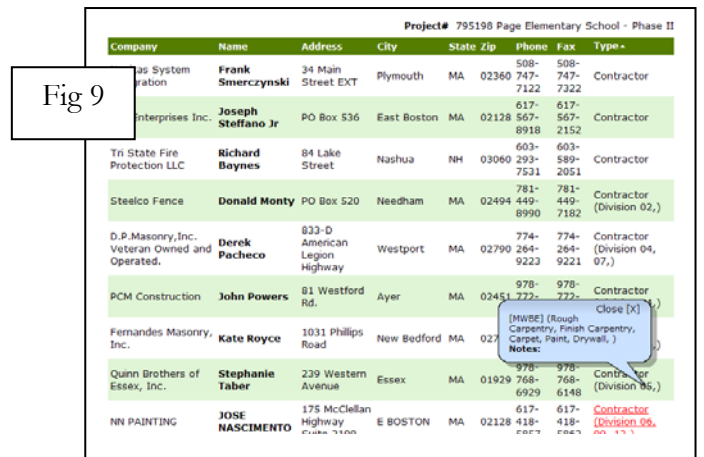 Project# 795198 Page Elementary School - Phase II
Company Name Address City State Zip Phone Fax Type
Fig 9
System Frank Smerczynski 34 Main Street EXT Plymouth MA 02360 508-747-7122 508-747-7322 Contractor
Enterprises Inc. Joseph Steffano Jr PO Box 536 East Boston MA 02128 617-567-8918 617-567-2152 Contractor
Tri State Fire Protection LLC Richard Baynes 84 Lake Street Nashua NH 03060 603-293-7531 603-589-2051 Contractor
Steelco Fence Donald Monty PO Box 520 Needham MA 02494 781-449-8990 781-449-7182 Contractor (Division 02,)
D.P.Masonry,Inc. Veteran Owned and Operated. Derek Pacheco 833-D American Legion Highway Westport MA 02790 774-264-9223 774-264-9221 Contractor (Division 04, 07,)
PCM Construction John Powers 81 Westford Rd. Ayer MA 02451 978-772- 978-772- Contractor
Close [X]
[MWBE] (Rough Carpentry, Finish Carpentry, Carpet, Paint, Drywall, )
Notes:
Fernandes Masonry, Inc. Kate Royce 1031 Phillips Road New Bedford MA
Quinn Brothers of Essex, Inc. Stephanie Taber 239 Western Avenue Essex MA 01929 978-768-6929 978-768-6148 Contractor (Division 05,)
NN PAINTING JOSE NASCIMENTO 175 McClellan Highway E BOSTON MA 02128 617-418- 617-418- Contractor (Division 06,